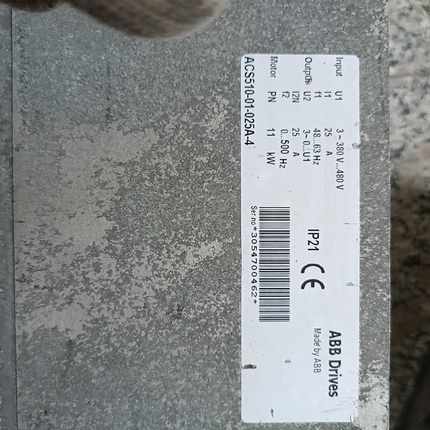 ABB Drives
Made by ABB
IP21 CE
Ser no *3054700462*
Input U1 3~380 V...480 V
I1 25 A
f1 48...63 Hz
Output U2 3~0...U1
I2N 25 A
f2 0...500 Hz
Motor PN 11 kW
ACS510-01-025A-4